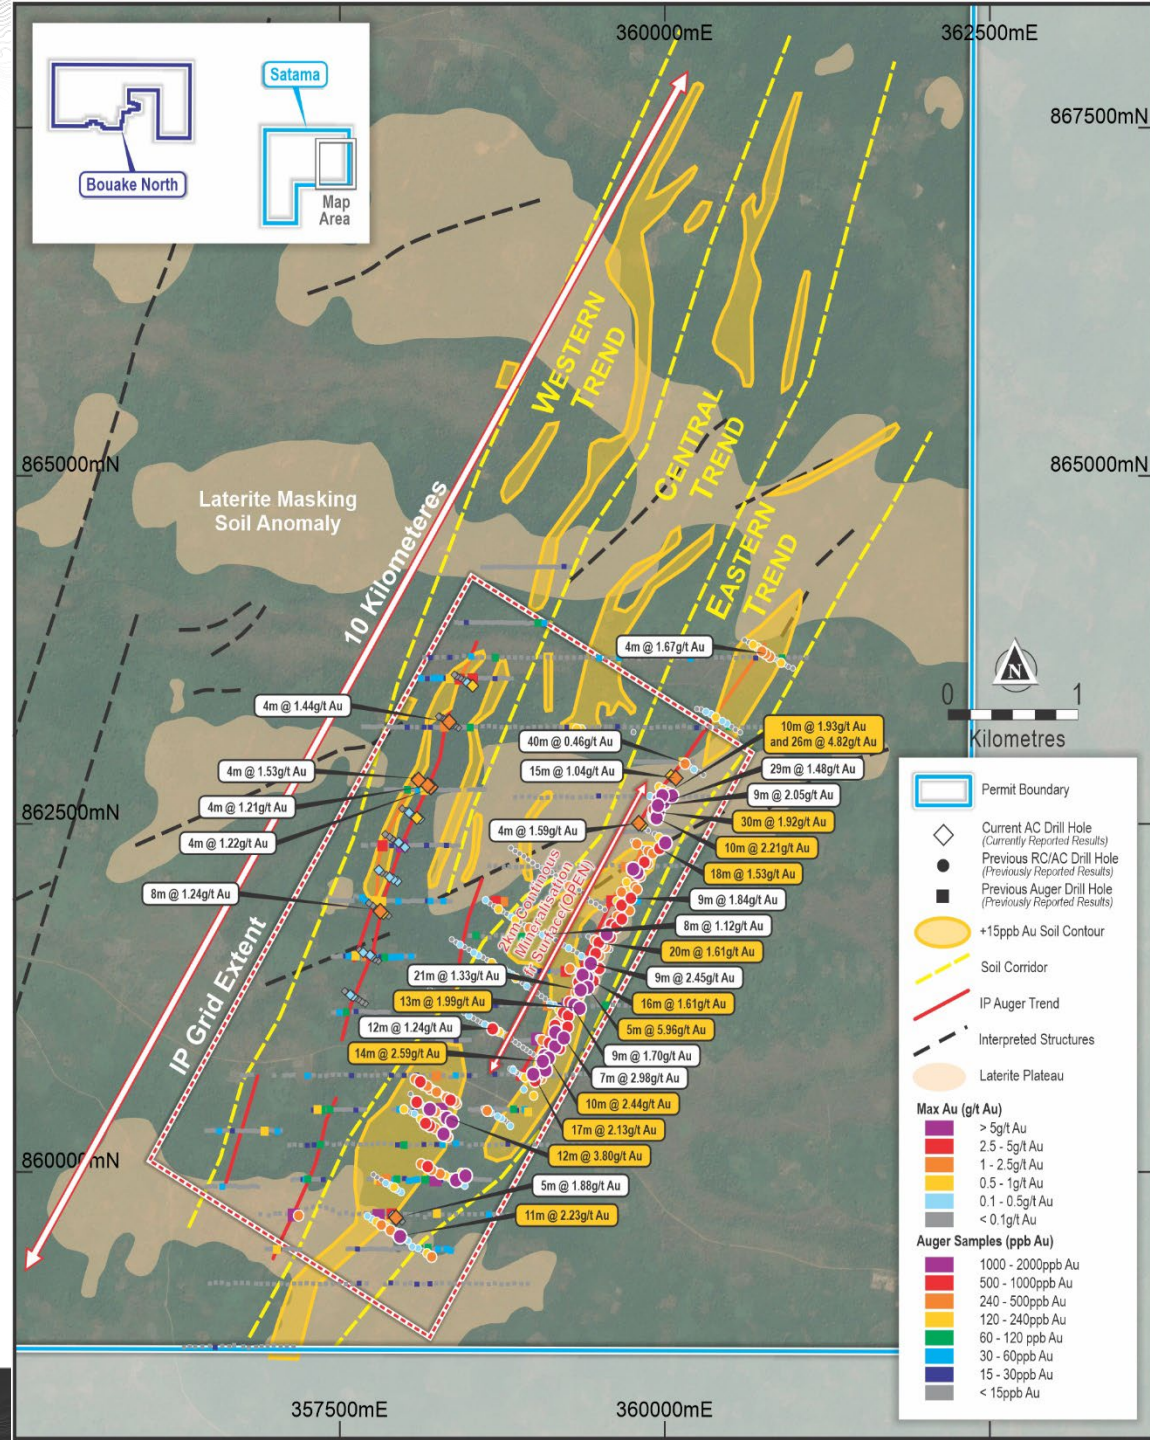 360000mE
362500mE
867500mN
Satama
Bouake North
Map
Area
WESTERN
TREND
CENTRAL
TREND
EASTERN
TREND
865000mN
865000mN
Laterite Masking
Soil Anomaly
10 Kilometeres
IP Grid Extent
N
0
1
Kilometres
4m @ 1.67g/t Au
4m @ 1.44g/t Au
10m @ 1.93g/t Au
and 26m @ 4.82g/t Au
40m @ 0.46g/t Au
15m @ 1.04g/t Au
29m @ 1.48g/t Au
4m @ 1.53g/t Au
9m @ 2.05g/t Au
4m @ 1.21g/t Au
30m @ 1.92g/t Au
862500mN
4m @ 1.59g/t Au
4m @ 1.22g/t Au
10m @ 2.21g/t Au
18m @ 1.53g/t Au
8m @ 1.24g/t Au
9m @ 1.84g/t Au
2km Continous
Mineralisation
fr Surface(OPEN)
8m @ 1.12g/t Au
20m @ 1.61g/t Au
21m @ 1.33g/t Au
9m @ 2.45g/t Au
13m @ 1.99g/t Au
16m @ 1.61g/t Au
12m @ 1.24g/t Au
5m @ 5.96g/t Au
14m @ 2.59g/t Au
9m @ 1.70g/t Au
7m @ 2.98g/t Au
10m @ 2.44g/t Au
17m @ 2.13g/t Au
12m @ 3.80g/t Au
860000mN
5m @ 1.88g/t Au
11m @ 2.23g/t Au
Permit Boundary
Current AC Drill Hole
(Currently Reported Results)
Previous RC/AC Drill Hole
(Previously Reported Results)
Previous Auger Drill Hole
(Previously Reported Results)
+15ppb Au Soil Contour
Soil Corridor
IP Auger Trend
Interpreted Structures
Laterite Plateau
Max Au (g/t Au)
> 5g/t Au
2.5 - 5g/t Au
1 - 2.5g/t Au
0.5 - 1g/t Au
0.1 - 0.5g/t Au
< 0.1g/t Au
Auger Samples (ppb Au)
1000 - 2000ppb Au
500 - 1000ppb Au
240 - 500ppb Au
120 - 240ppb Au
60 - 120 ppb Au
30 - 60ppb Au
15 - 30ppb Au
< 15ppb Au
357500mE
360000mE